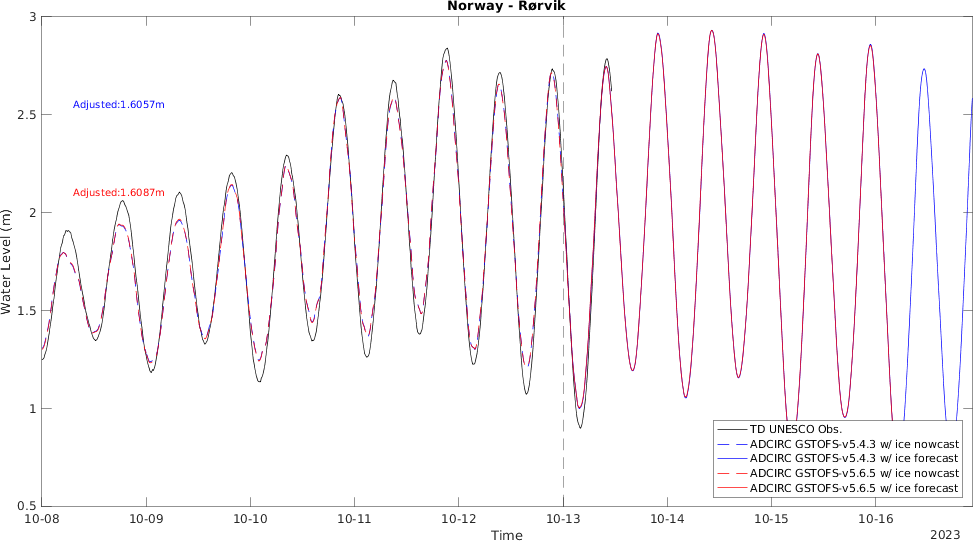 Norway - Rørvik
3
2.5
2
1.5
1
0.5
Water Level (m)
Adjusted:1.6057m
Adjusted:1.6087m
TD UNESCO Obs.
ADCIRC GSTOFS-v5.4.3 w/ ice nowcast
ADCIRC GSTOFS-v5.4.3 w/ ice forecast
ADCIRC GSTOFS-v5.6.5 w/ ice nowcast
ADCIRC GSTOFS-v5.6.5 w/ ice forecast
10-08 10-09 10-10 10-11 10-12 10-13 10-14 10-15 10-16
Time
2023